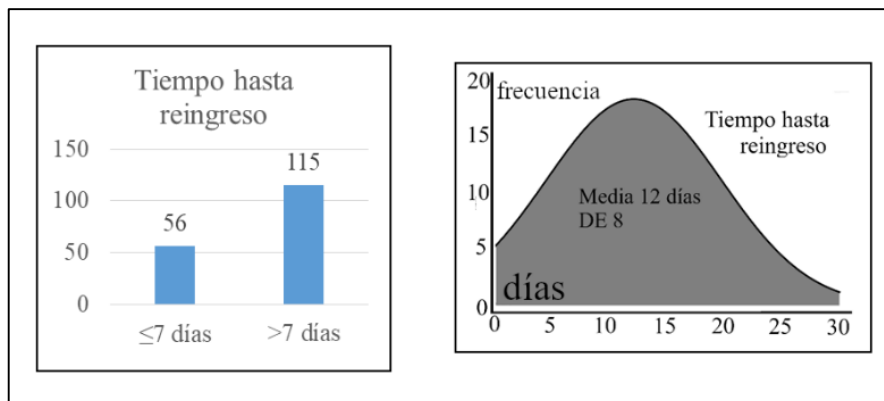 Tiempo hasta
reingreso
150
100
50
0
56
115
≤7 días
>7 días
20
15
10
5
0
frecuencia
Tiempo hasta
reingreso
Media 12 días
DE 8
días
0 5 10 15 20 25 30